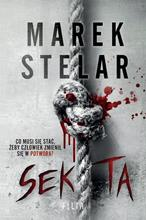 MAREK
STELAR
CO MUSI SIĘ STAĆ,
ŻEBY CZŁOWIEK ZMIENIŁ
SIĘ W POTWORA?
SEKTA
FILIA